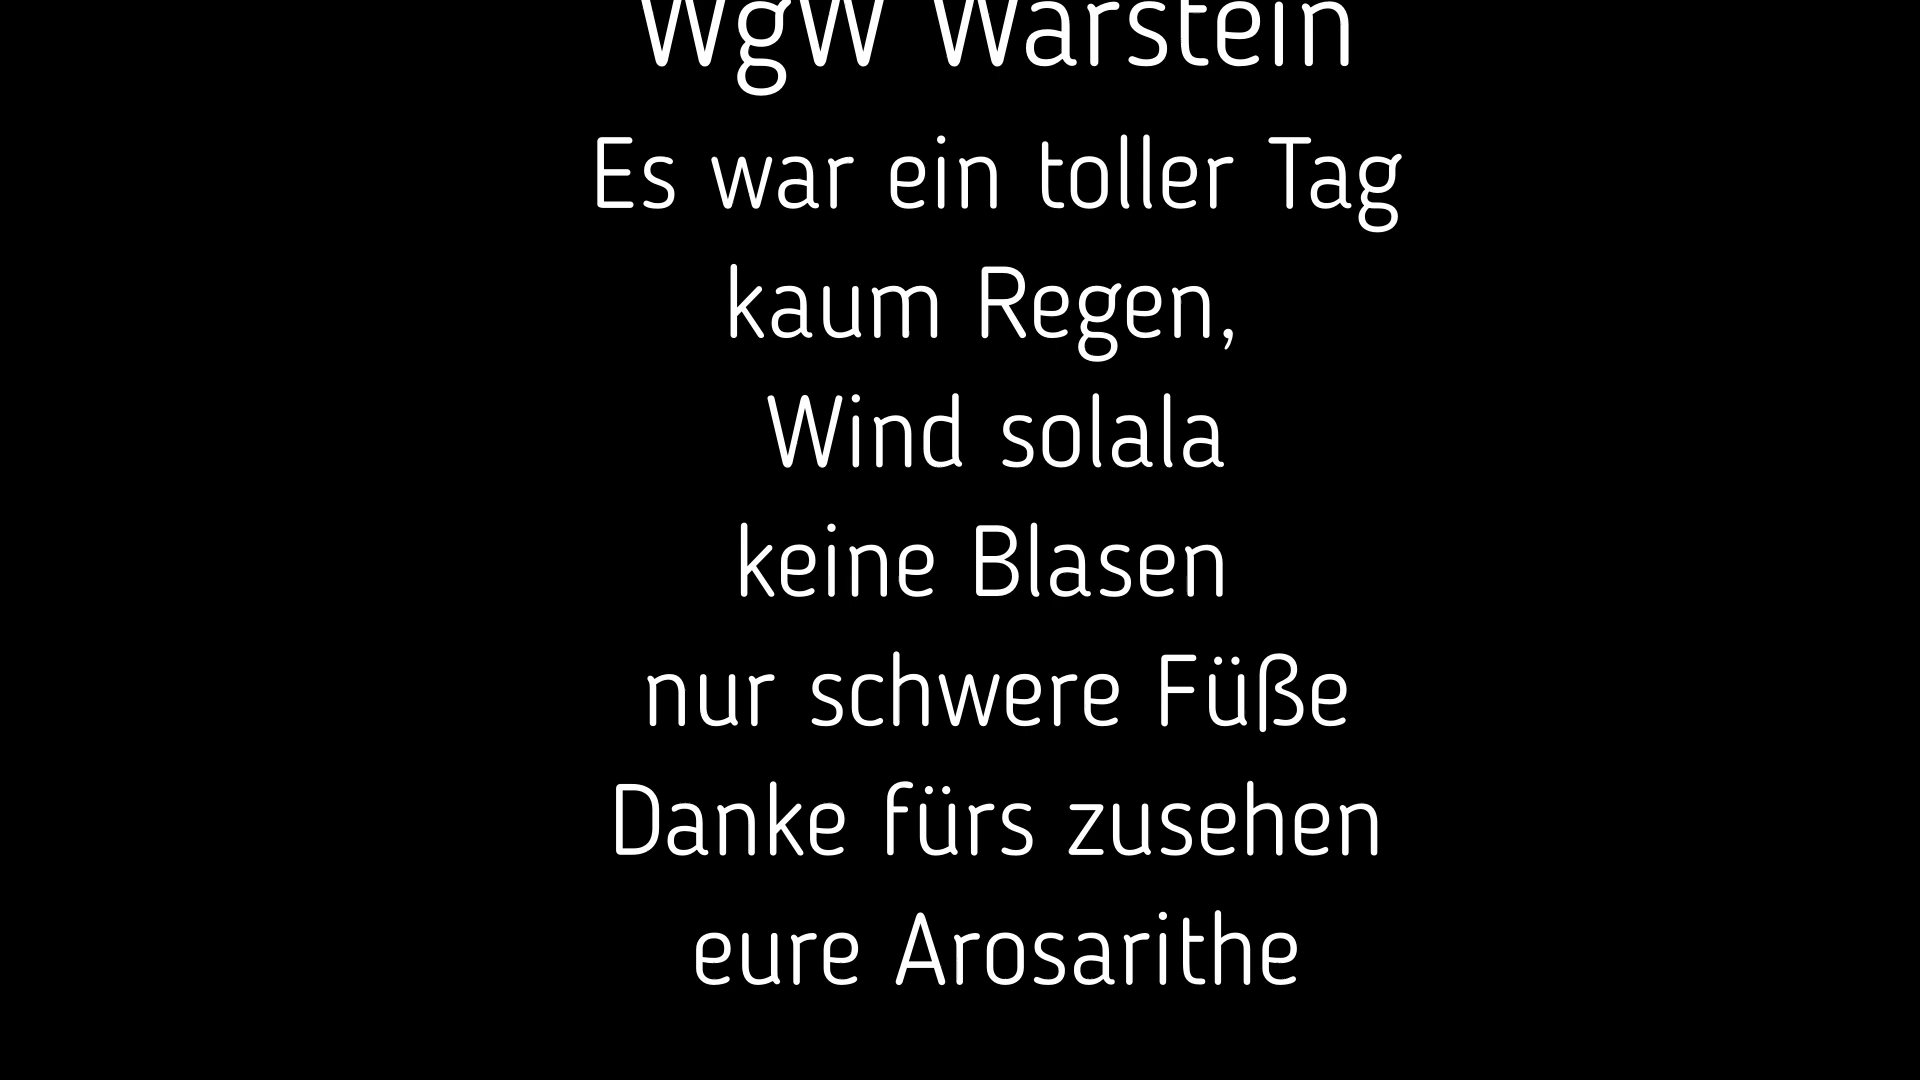 WgW Warstein
Es war ein toller Tag
kaum Regen,
Wind solala
keine Blasen
nur schwere Füße
Danke fürs zusehen
eure Arosarithe